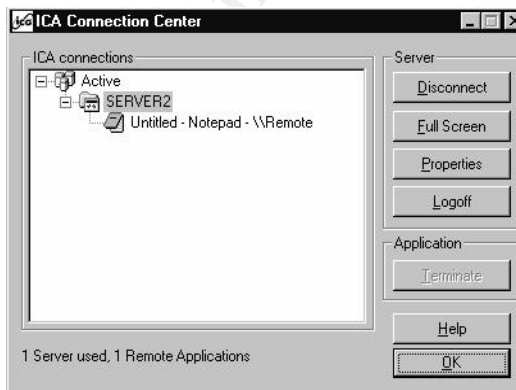 ica ICA Connection Center
ICA connections
Active
SERVER2
Untitled - Notepad - \\Remote
Server
Disconnect
Full Screen
Properties
Logoff
Application
Terminate
Help
OK
1 Server used, 1 Remote Applications